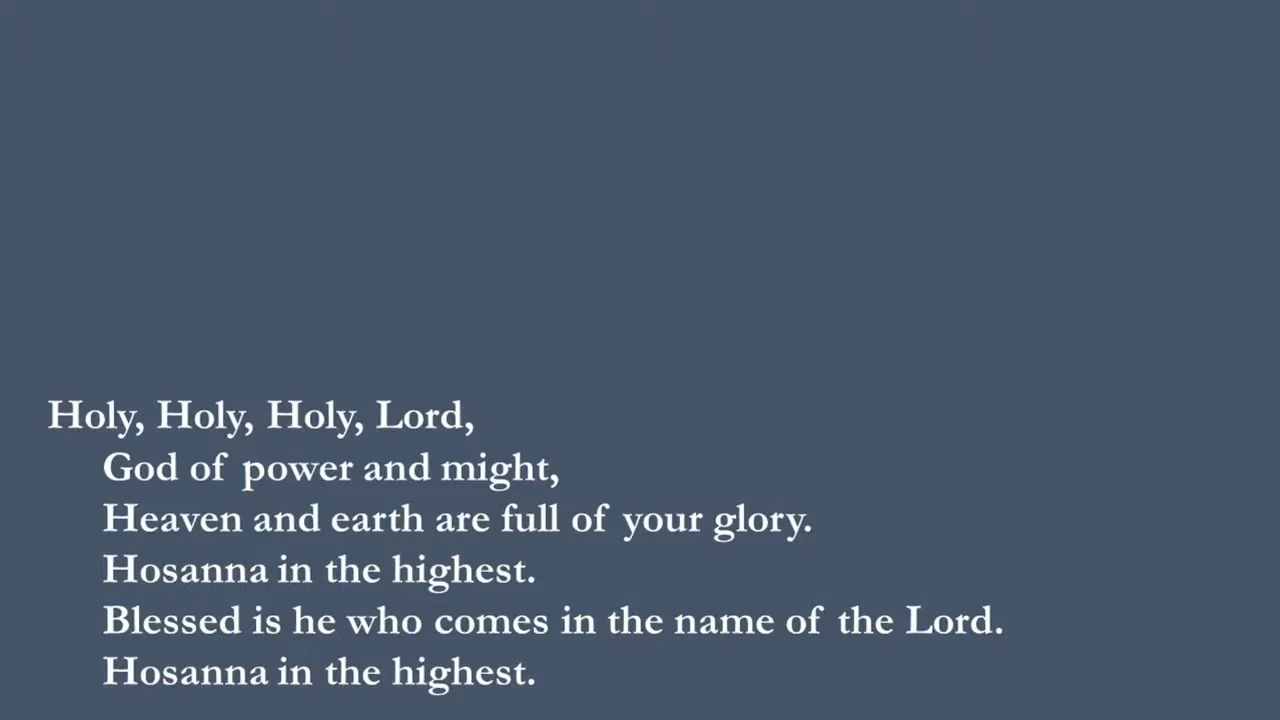 Holy, Holy, Holy, Lord,
God of power and might,
Heaven and earth are full of your glory.
Hosanna in the highest.
Blessed is he who comes in the name of the Lord.
Hosanna in the highest.